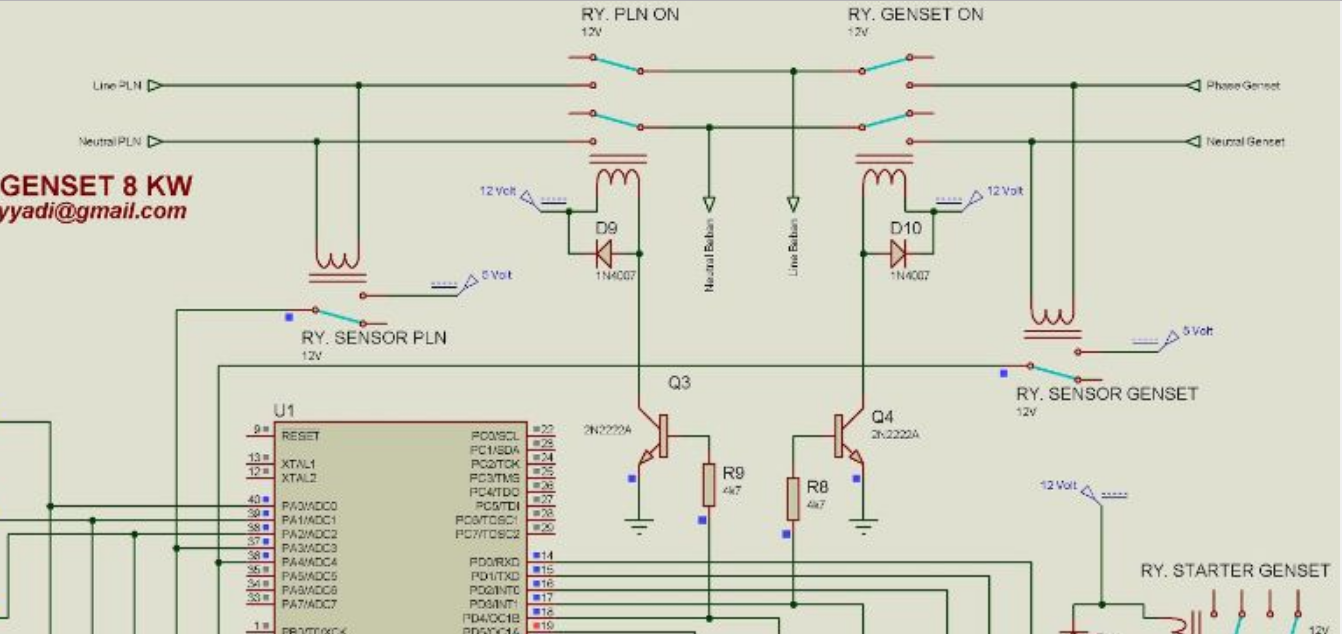 RY. PLN ON
12V
RY. GENSET ON
12V
Line PLN
Phase Genset
Neutral PLN
Neutral Genset
GENSET 8 KW
yyadi@gmail.com
12 Volt
12 Volt
D9
1N4007
D10
1N4007
Neutral Beban
Line Beban
5 Volt
RY. SENSOR PLN
12V
5 Volt
RY. SENSOR GENSET
12V
Q3
2N2222A
Q4
2N2222A
R9
4k7
R8
4k7
12 Volt
RY. STARTER GENSET
12V
U1
9 RESET
13 XTAL1
12 XTAL2
40 PA0/ADC0
39 PA1/ADC1
38 PA2/ADC2
37 PA3/ADC3
36 PA4/ADC4
35 PA5/ADC5
34 PA6/ADC6
33 PA7/ADC7
1 PB0/T0/XCK
PC0/SCL 22
PC1/SDA 23
PC2/TCK 24
PC3/TMS 25
PC4/TDO 26
PC5/TDI 27
PC6/TOSC1 28
PC7/TOSC2 29
PD0/RXD 14
PD1/TXD 15
PD2/INT0 16
PD3/INT1 17
PD4/OC1B 18
PD5/OC1A 19